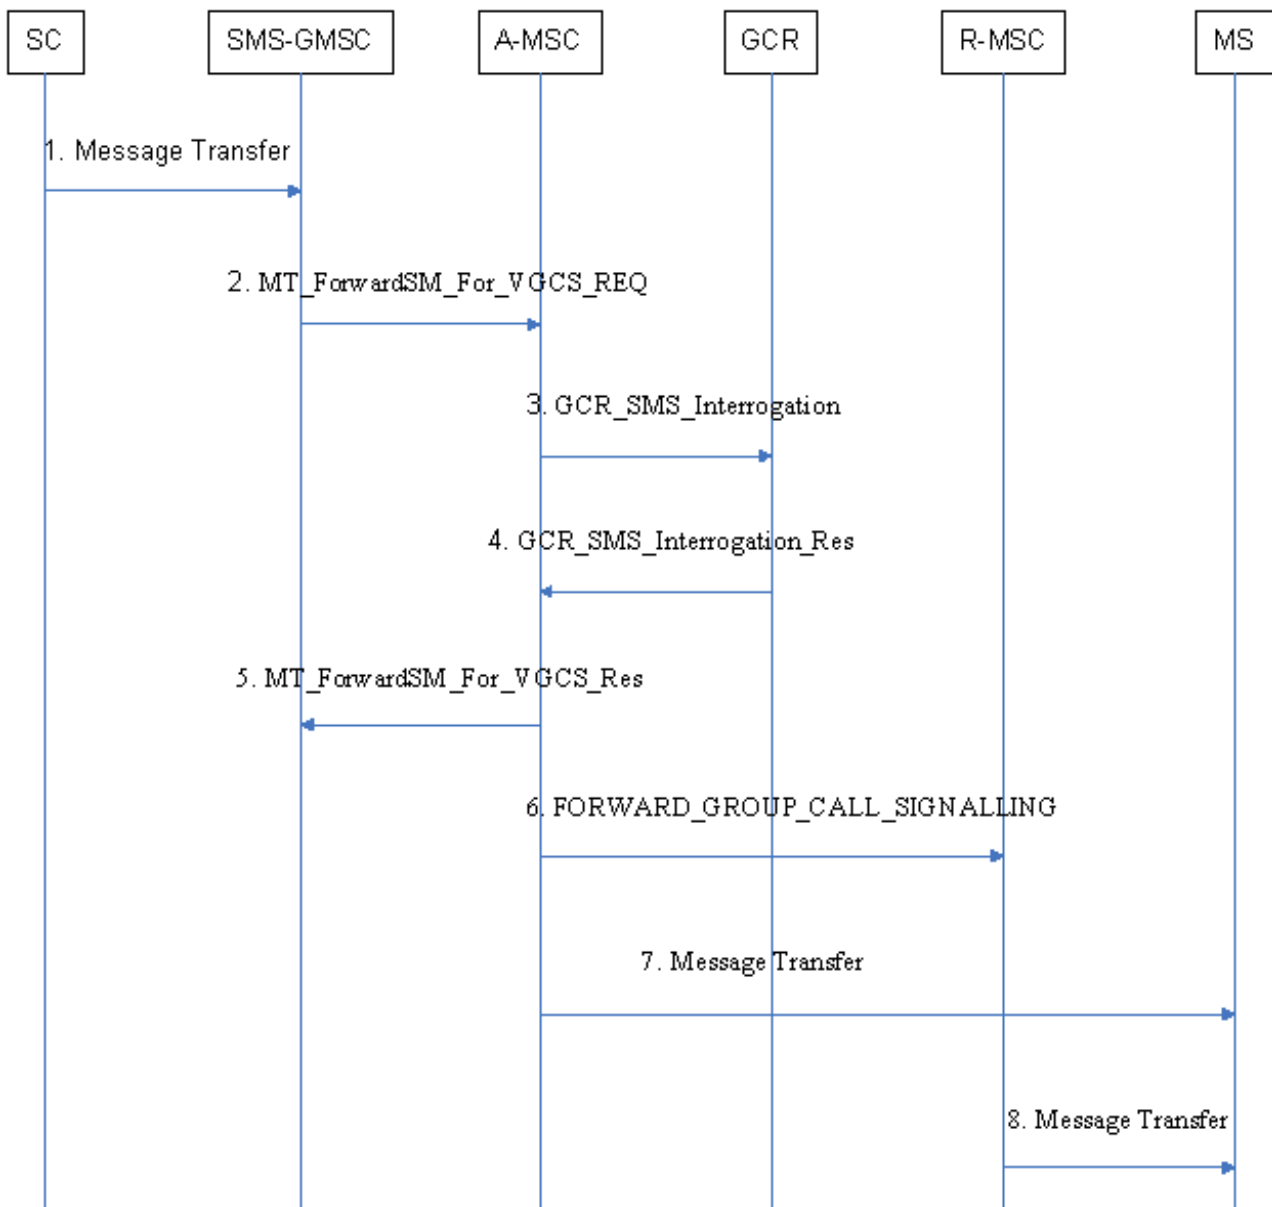 SC
SMS-GMSC
A-MSC
GCR
R-MSC
MS
1. Message Transfer
2. MT_ForwardSM_For_VGCS_REQ
3. GCR_SMS_Interrogation
4. GCR_SMS_Interrogation_Res
5. MT_ForwardSM_For_VGCS_Res
6. FORWARD_GROUP_CALL_SIGNALLING
7. Message Transfer
8. Message Transfer